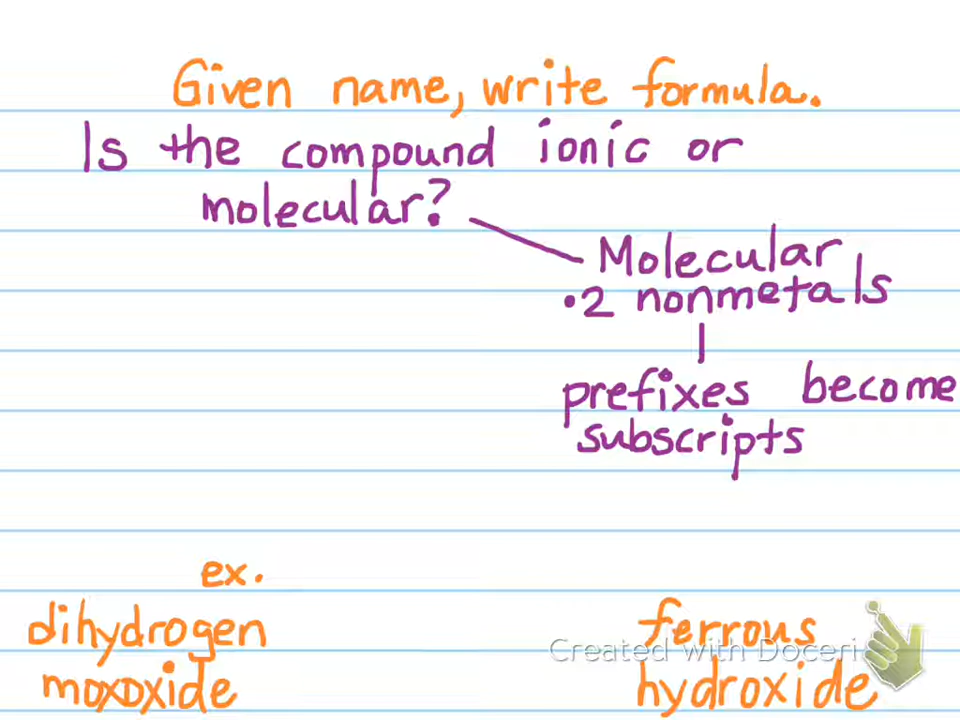 Given name, write formula.
Is the compound ionic or
molecular?
Molecular
• 2 nonmetals
prefixes become
subscripts
ex.
dihydrogen
moxoxide
ferrous
hydroxide
Created with Doceri